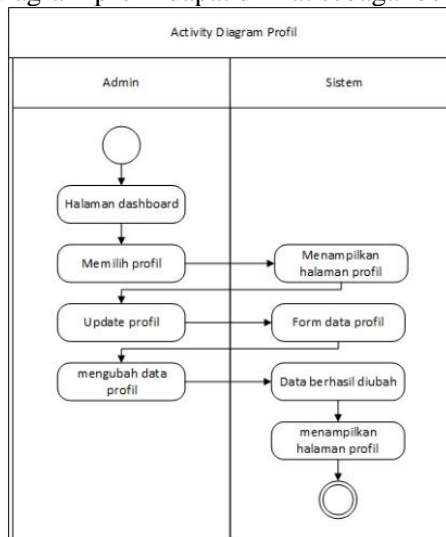 Activity Diagram Profil
Admin
Sistem
Halaman dashboard
Memilih profil
Menampilkan
halaman profil
Update profil
Form data profil
mengubah data
profil
Data berhasil diubah
menampilkan
halaman profil